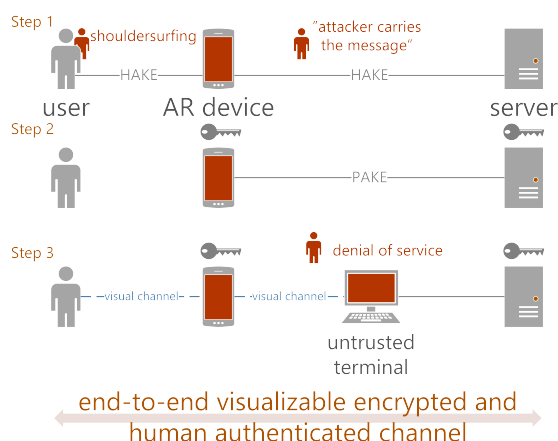 Step 1
shouldersurfing
"attacker carries
the message"
HAKE
HAKE
user
AR device
server
Step 2
PAKE
Step 3
denial of service
visual channel
visual channel
untrusted
terminal
end-to-end visualizable encrypted and
human authenticated channel